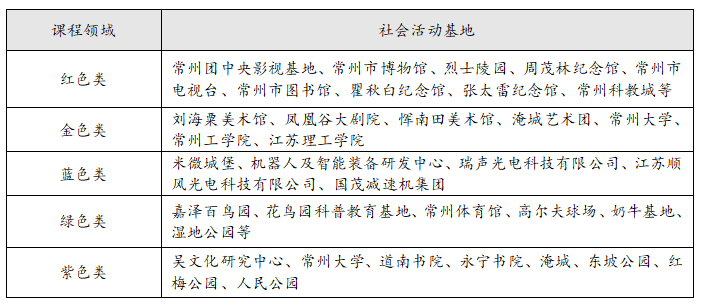 课程领域 社会活动基地
红色类 常州团中央影视基地、常州市博物馆、烈士陵园、周茂林纪念馆、常州市
电视台、常州市图书馆、瞿秋白纪念馆、张太雷纪念馆、常州科教城等
金色类 刘海粟美术馆、凤凰谷大剧院、恽南田美术馆、淹城艺术团、常州大学、
常州工学院、江苏理工学院
蓝色类 米微城堡、机器人及智能装备研发中心、瑞声光电科技有限公司、江苏顺
风光电科技有限公司、国茂减速机集团
绿色类 嘉泽百鸟园、花鸟园科普教育基地、常州体育馆、高尔夫球场、奶牛基地、
湿地公园等
紫色类 吴文化研究中心、常州大学、道南书院、永宁书院、淹城、东坡公园、红
梅公园、人民公园